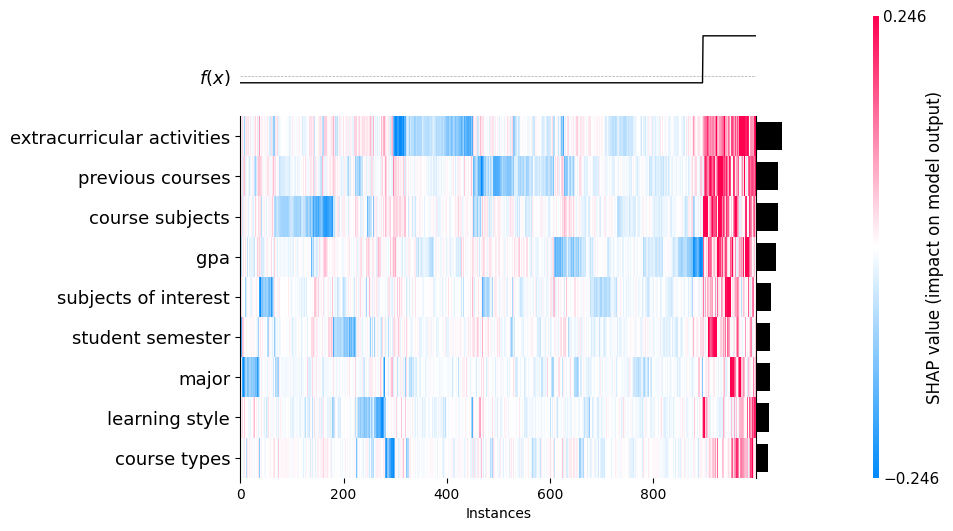 0.246
f(x)
extracurricular activities
previous courses
course subjects
gpa
subjects of interest
student semester
major
learning style
course types
SHAP value (impact on model output)
−0.246
0 200 400 600 800
Instances